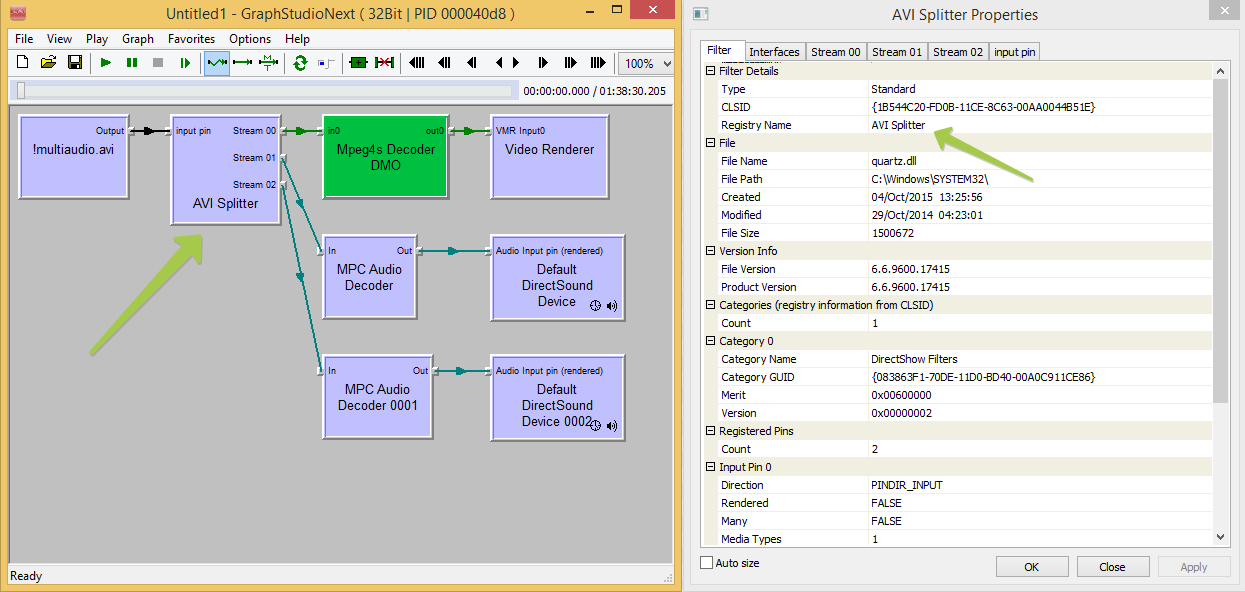 Untitled1 - GraphStudioNext ( 32Bit | PID 000040d8 )
File View Play Graph Favorites Options Help
100%
00:00:00.000 / 01:38:30.205
Output
!multiaudio.avi
input pin Stream 00
Stream 01
Stream 02
AVI Splitter
in0 out0
Mpeg4s Decoder
DMO
VMR Input0
Video Renderer
In Out
MPC Audio
Decoder
Audio Input pin (rendered)
Default
DirectSound
Device
In Out
MPC Audio
Decoder 0001
Audio Input pin (rendered)
Default
DirectSound
Device 0002
Ready
AVI Splitter Properties
Filter Interfaces Stream 00 Stream 01 Stream 02 input pin
Filter Details
Type Standard
CLSID {1B544C20-FD0B-11CE-8C63-00AA0044B51E}
Registry Name AVI Splitter
File
File Name quartz.dll
File Path C:\Windows\SYSTEM32\
Created 04/Oct/2015 13:25:56
Modified 29/Oct/2014 04:23:01
File Size 1500672
Version Info
File Version 6.6.9600.17415
Product Version 6.6.9600.17415
Categories (registry information from CLSID)
Count 1
Category 0
Category Name DirectShow Filters
Category GUID {083863F1-70DE-11D0-BD40-00A0C911CE86}
Merit 0x00600000
Version 0x00000002
Registered Pins
Count 2
Input Pin 0
Direction PINDIR_INPUT
Rendered FALSE
Many FALSE
Media Types 1
Auto size
OK Close Apply